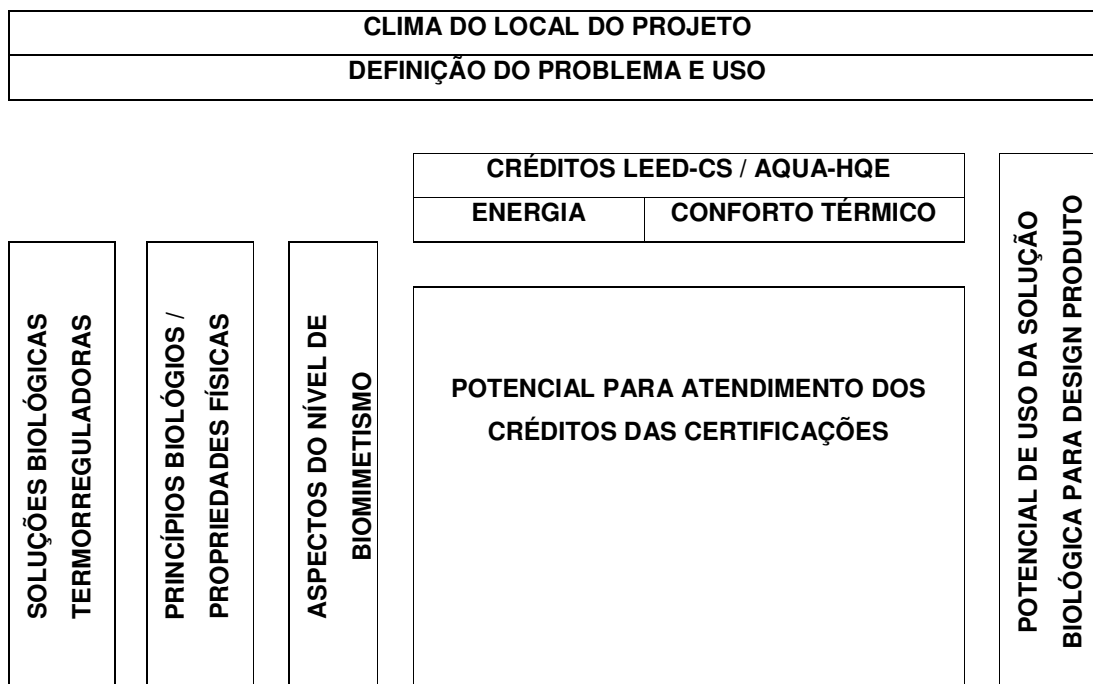 CLIMA DO LOCAL DO PROJETO
DEFINIÇÃO DO PROBLEMA E USO
CRÉDITOS LEED-CS / AQUA-HQE
ENERGIA
CONFORTO TÉRMICO
SOLUÇÕES BIOLÓGICAS
TERMORREGULADORAS
PRINCÍPIOS BIOLÓGIOS /
PROPRIEDADES FÍSICAS
ASPECTOS DO NÍVEL DE
BIOMIMETISMO
POTENCIAL PARA ATENDIMENTO DOS
CRÉDITOS DAS CERTIFICAÇÕES
POTENCIAL DE USO DA SOLUÇÃO
BIOLÓGICA PARA DESIGN PRODUTO